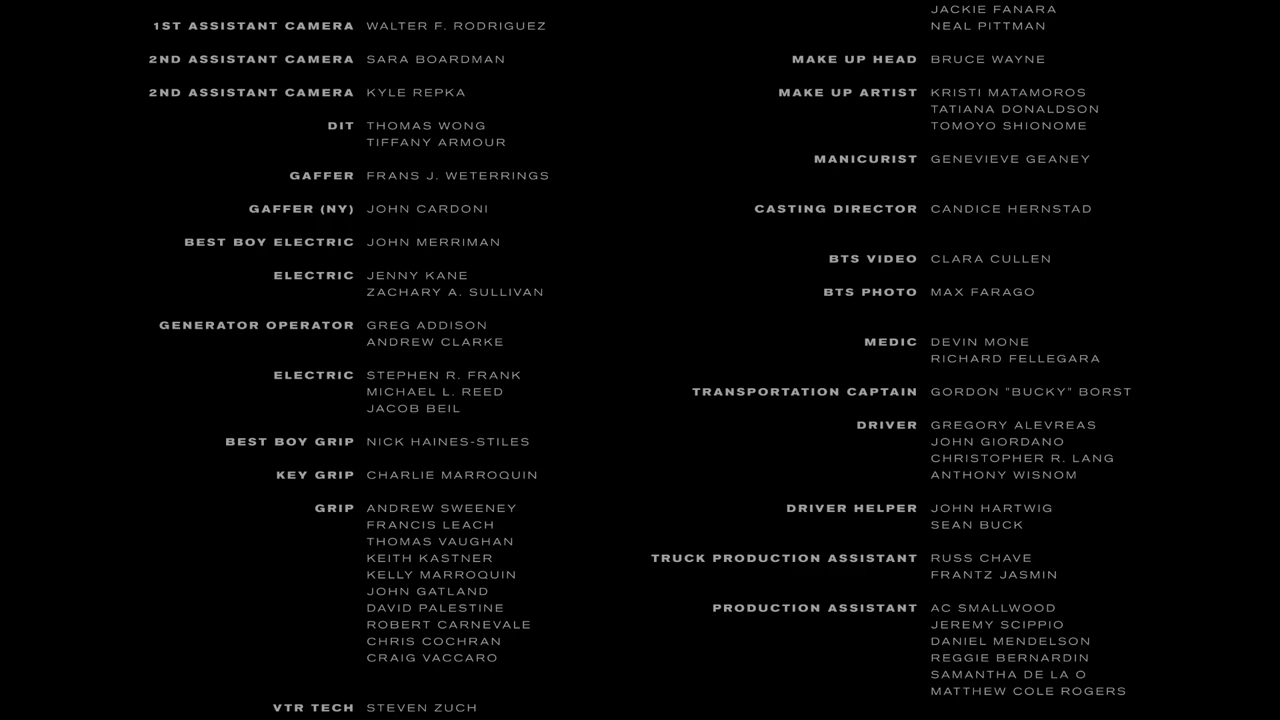 1ST ASSISTANT CAMERA WALTER F. RODRIGUEZ
2ND ASSISTANT CAMERA SARA BOARDMAN
2ND ASSISTANT CAMERA KYLE REPKA
DIT THOMAS WONG
TIFFANY ARMOUR
GAFFER FRANS J. WETERRINGS
GAFFER (NY) JOHN CARDONI
BEST BOY ELECTRIC JOHN MERRIMAN
ELECTRIC JENNY KANE
ZACHARY A. SULLIVAN
GENERATOR OPERATOR GREG ADDISON
ANDREW CLARKE
ELECTRIC STEPHEN R. FRANK
MICHAEL L. REED
JACOB BEIL
BEST BOY GRIP NICK HAINES-STILES
KEY GRIP CHARLIE MARROQUIN
GRIP ANDREW SWEENEY
FRANCIS LEACH
THOMAS VAUGHAN
KEITH KASTNER
KELLY MARROQUIN
JOHN GATLAND
DAVID PALESTINE
ROBERT CARNEVALE
CHRIS COCHRAN
CRAIG VACCARO
VTR TECH STEVEN ZUCH
JACKIE FANARA
NEAL PITTMAN
MAKE UP HEAD BRUCE WAYNE
MAKE UP ARTIST KRISTI MATAMOROS
TATIANA DONALDSON
TOMOYO SHIONOME
MANICURIST GENEVIEVE GEANEY
CASTING DIRECTOR CANDICE HERNSTAD
BTS VIDEO CLARA CULLEN
BTS PHOTO MAX FARAGO
MEDIC DEVIN MONE
RICHARD FELLEGARA
TRANSPORTATION CAPTAIN GORDON "BUCKY" BORST
DRIVER GREGORY ALEVREAS
JOHN GIORDANO
CHRISTOPHER R. LANG
ANTHONY WISNOM
DRIVER HELPER JOHN HARTWIG
SEAN BUCK
TRUCK PRODUCTION ASSISTANT RUSS CHAVE
FRANTZ JASMIN
PRODUCTION ASSISTANT AC SMALLWOOD
JEREMY SCIPPIO
DANIEL MENDELSON
REGGIE BERNARDIN
SAMANTHA DE LA O
MATTHEW COLE ROGERS